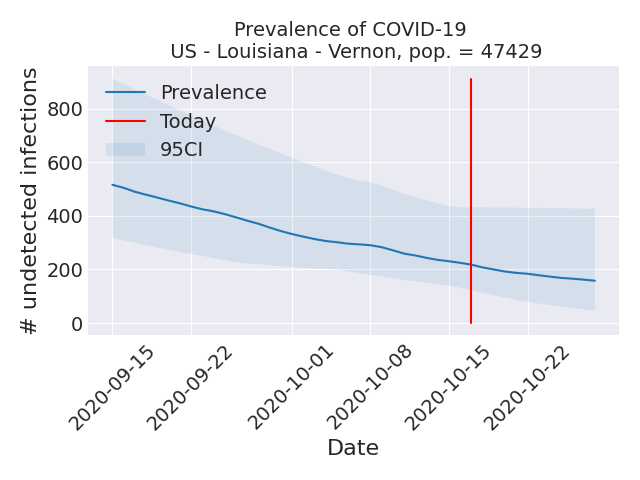 Prevalence of COVID-19
US - Louisiana - Vernon, pop. = 47429
# undetected infections
800
600
400
200
0
Prevalence
Today
95CI
2020-09-15
2020-09-22
2020-10-01
2020-10-08
2020-10-15
2020-10-22
Date